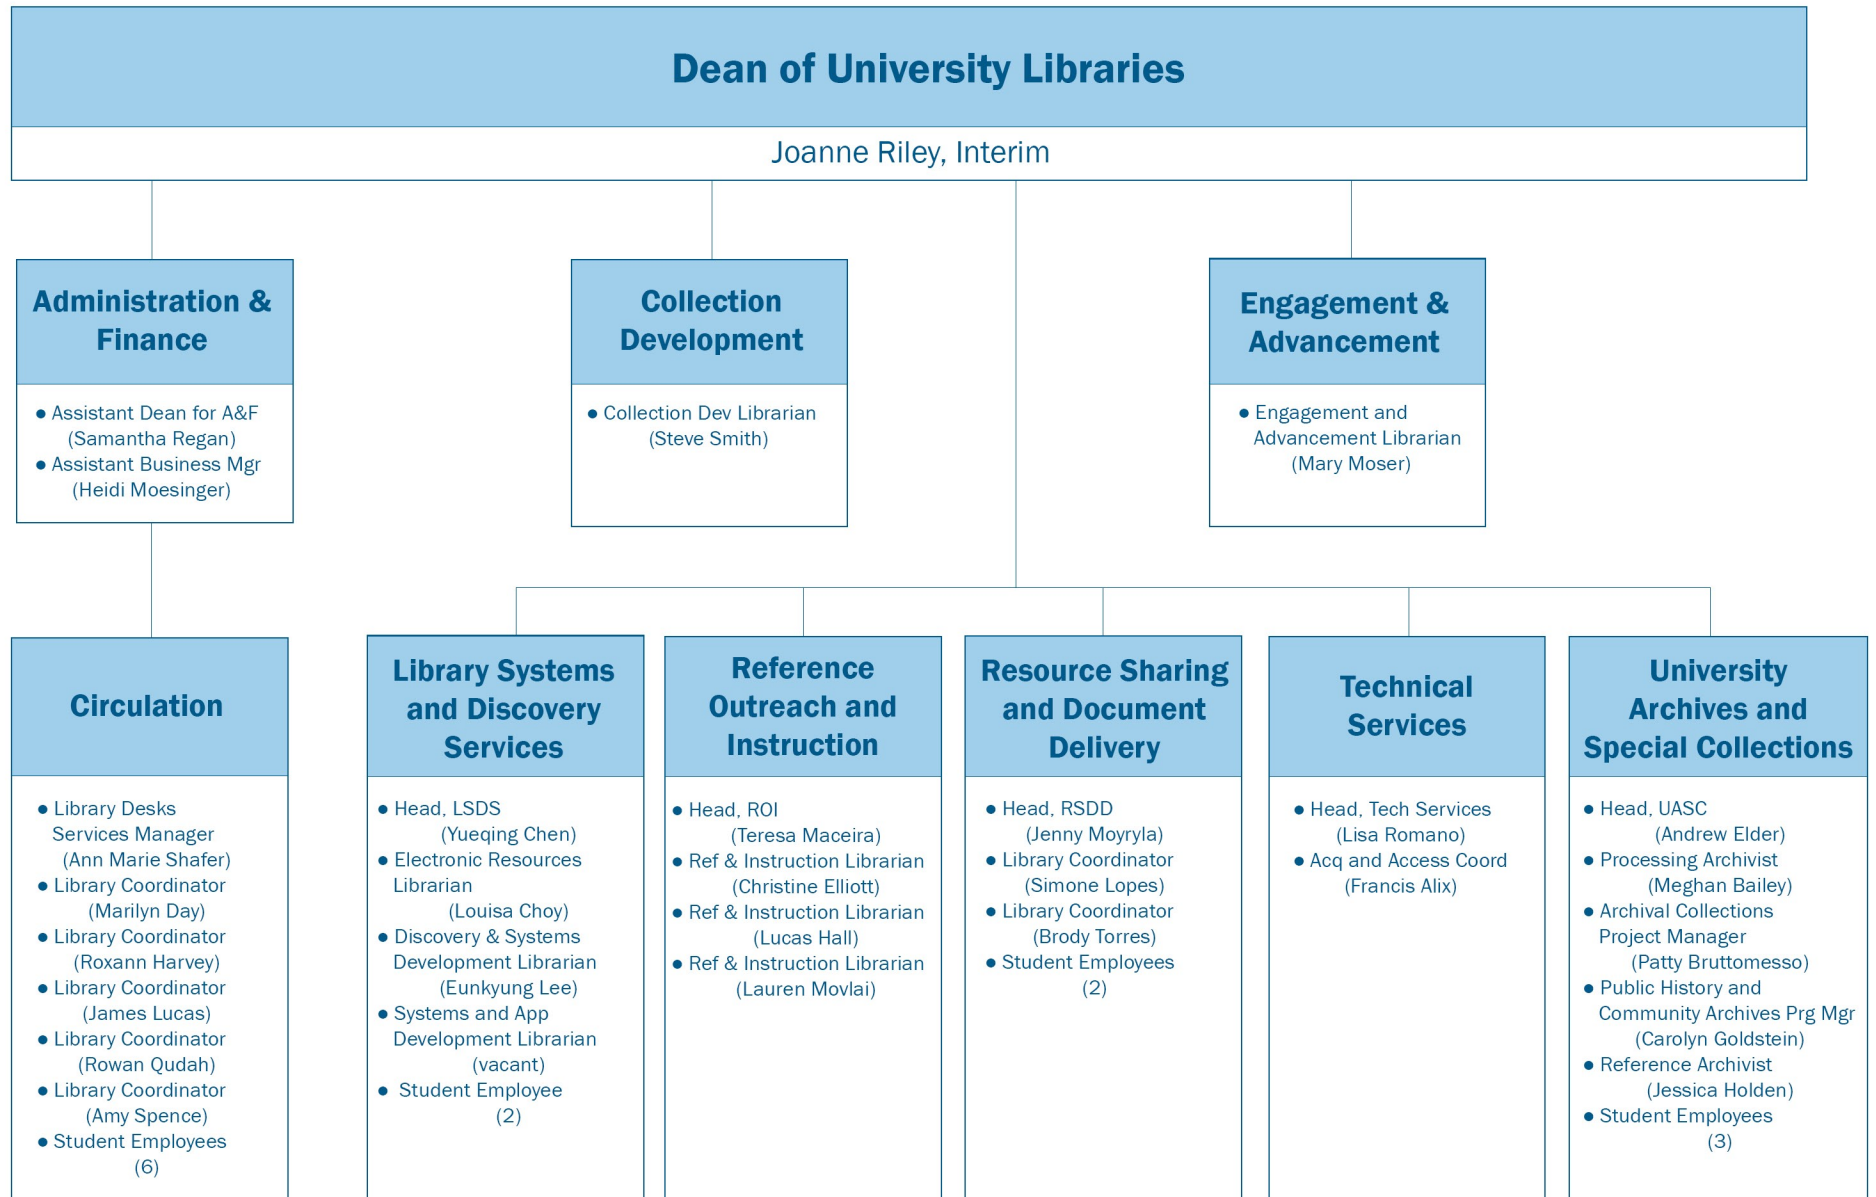 Dean of University Libraries
Joanne Riley, Interim
Administration &
Finance
● Assistant Dean for A&F
(Samantha Regan)
● Assistant Business Mgr
(Heidi Moesinger)
Collection
Development
● Collection Dev Librarian
(Steve Smith)
Engagement &
Advancement
● Engagement and
Advancement Librarian
(Mary Moser)
Circulation
● Library Desks
Services Manager
(Ann Marie Shafer)
● Library Coordinator
(Marilyn Day)
● Library Coordinator
(Roxann Harvey)
● Library Coordinator
(James Lucas)
● Library Coordinator
(Rowan Qudah)
● Library Coordinator
(Amy Spence)
● Student Employees
(6)
Library Systems
and Discovery
Services
● Head, LSDS
(Yueqing Chen)
● Electronic Resources
Librarian
(Louisa Choy)
● Discovery & Systems
Development Librarian
(Eunkyung Lee)
● Systems and App
Development Librarian
(vacant)
● Student Employee
(2)
Reference
Outreach and
Instruction
● Head, ROI
(Teresa Maceira)
● Ref & Instruction Librarian
(Christine Elliott)
● Ref & Instruction Librarian
(Lucas Hall)
● Ref & Instruction Librarian
(Lauren Movlai)
Resource Sharing
and Document
Delivery
● Head, RSDD
(Jenny Moyryla)
● Library Coordinator
(Simone Lopes)
● Library Coordinator
(Brody Torres)
● Student Employees
(2)
Technical
Services
● Head, Tech Services
(Lisa Romano)
● Acq and Access Coord
(Francis Alix)
University
Archives and
Special Collections
● Head, UASC
(Andrew Elder)
● Processing Archivist
(Meghan Bailey)
● Archival Collections
Project Manager
(Patty Bruttomesso)
● Public History and
Community Archives Prg Mgr
(Carolyn Goldstein)
● Reference Archivist
(Jessica Holden)
● Student Employees
(3)